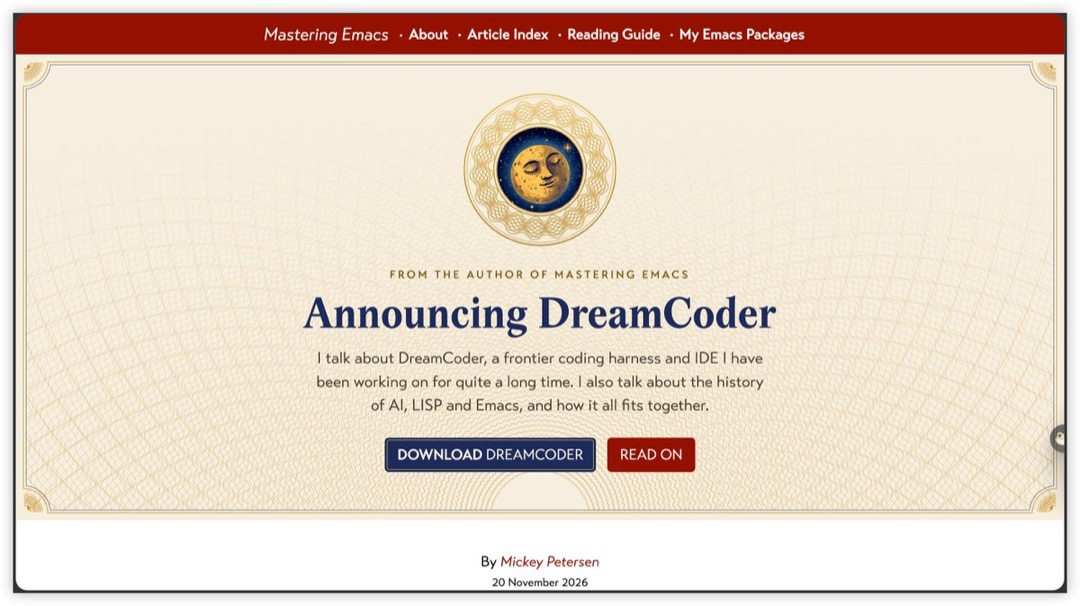 Mastering Emacs · About · Article Index · Reading Guide · My Emacs Packages
FROM THE AUTHOR OF MASTERING EMACS
Announcing DreamCoder
I talk about DreamCoder, a frontier coding harness and IDE I have
been working on for quite a long time. I also talk about the history
of AI, LISP and Emacs, and how it all fits together.
DOWNLOAD DREAMCODER READ ON
By Mickey Petersen
20 November 2026